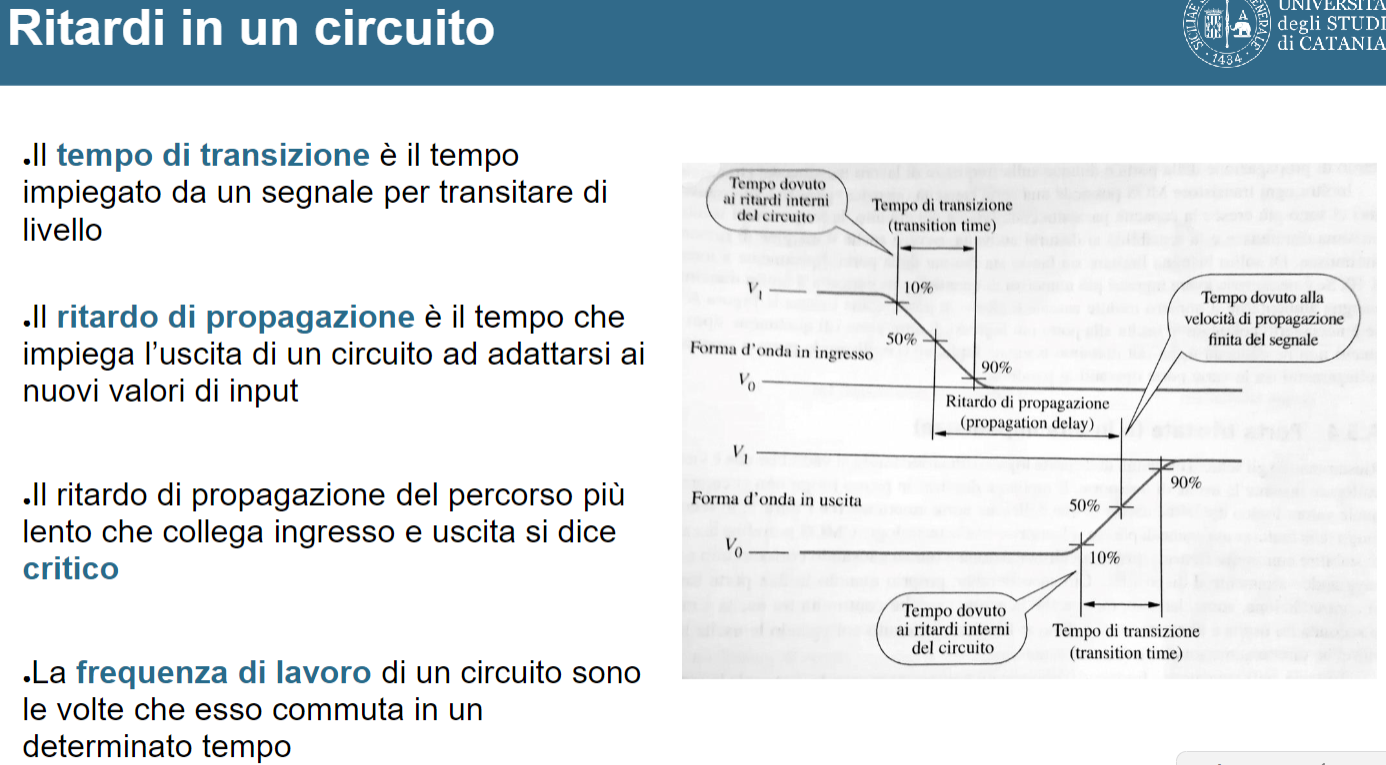 Ritardi in un circuito
UNIVERSITÀ
degli STUDI
di CATANIA
1434
.Il tempo di transizione è il tempo
impiegato da un segnale per transitare di
livello
.Il ritardo di propagazione è il tempo che
impiega l'uscita di un circuito ad adattarsi ai
nuovi valori di input
.Il ritardo di propagazione del percorso più
lento che collega ingresso e uscita si dice
critico
.La frequenza di lavoro di un circuito sono
le volte che esso commuta in un
determinato tempo
Tempo dovuto
ai ritardi interni
del circuito
Tempo di transizione
(transition time)
V1
10%
Tempo dovuto alla
velocità di propagazione
finita del segnale
50%
Forma d'onda in ingresso
90%
V0
Ritardo di propagazione
(propagation delay)
V1
90%
Forma d'onda in uscita
50%
V0
10%
Tempo dovuto
ai ritardi interni
del circuito
Tempo di transizione
(transition time)